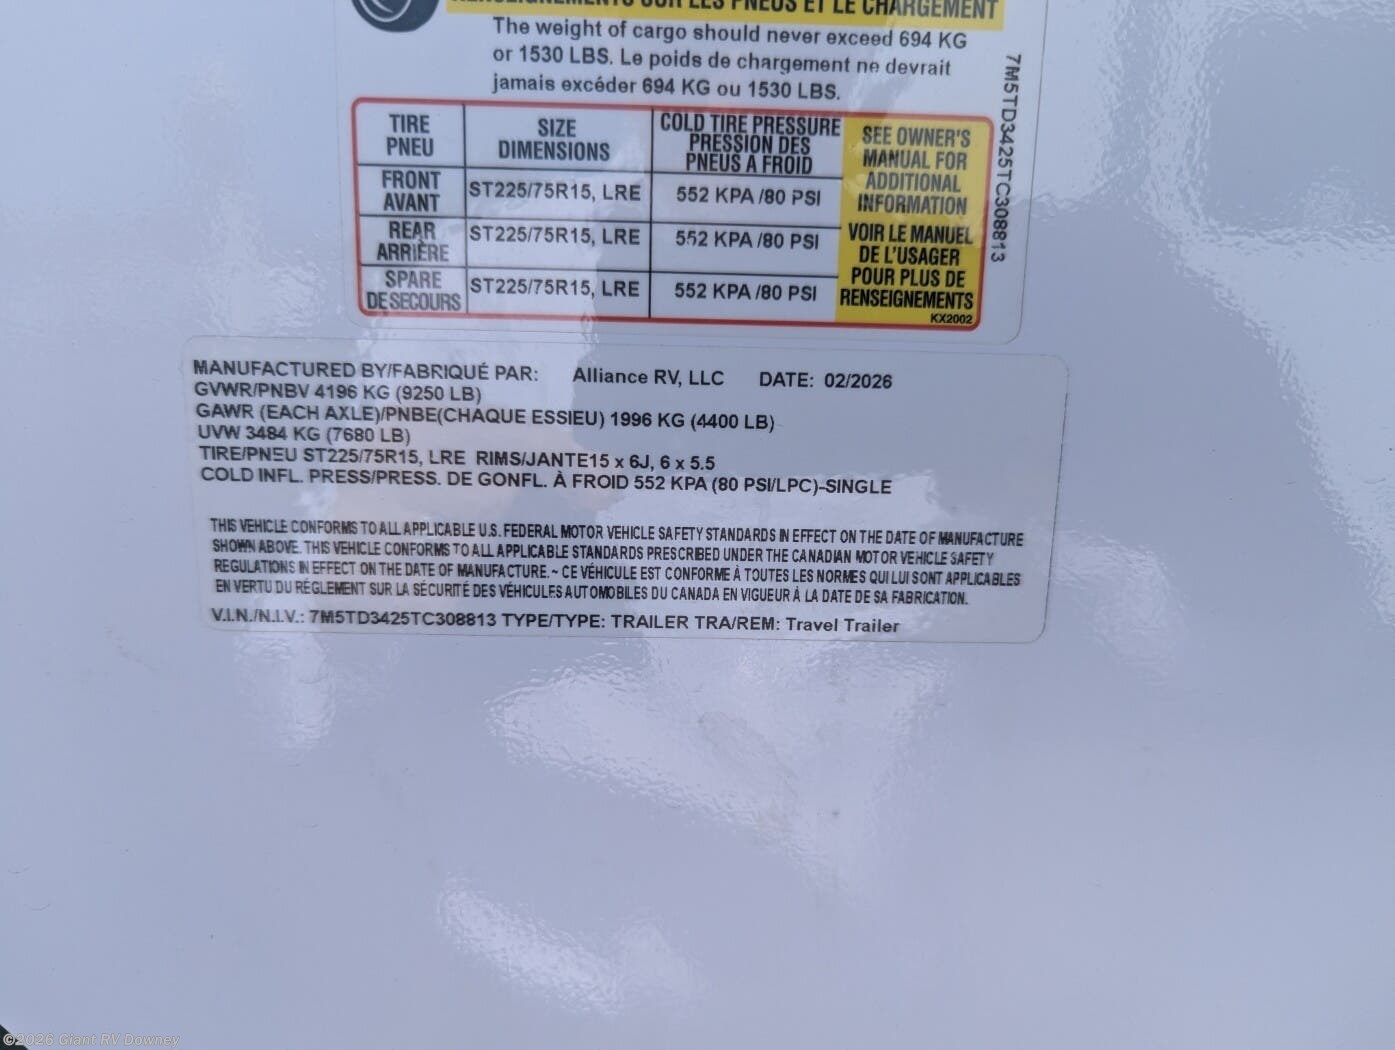 RENSEIGNEMENTS SUR LES PNEUS ET LE CHARGEMENT
The weight of cargo should never exceed 694 KG
or 1530 LBS. Le poids de chargement ne devrait
jamais excéder 694 KG ou 1530 LBS.
7M5TD3425TC308813
TIRE
PNEU
SIZE
DIMENSIONS
COLD TIRE PRESSURE
PRESSION DES
PNEUS A FROID
SEE OWNER'S
MANUAL FOR
ADDITIONAL
INFORMATION
VOIR LE MANUEL
DE L'USAGER
POUR PLUS DE
RENSEIGNEMENTS
KX2002
FRONT
AVANT
ST225/75R15, LRE
552 KPA /80 PSI
REAR
ARRIÈRE
ST225/75R15, LRE
552 KPA /80 PSI
SPARE
DE SECOURS
ST225/75R15, LRE
552 KPA /80 PSI
MANUFACTURED BY/FABRIQUÉ PAR: Alliance RV, LLC DATE: 02/2026
GVWR/PNBV 4196 KG (9250 LB)
GAWR (EACH AXLE)/PNBE(CHAQUE ESSIEU) 1996 KG (4400 LB)
UVW 3484 KG (7680 LB)
TIRE/PNEU ST225/75R15, LRE RIMS/JANTE15 x 6J, 6 x 5.5
COLD INFL. PRESS/PRESS. DE GONFL. À FROID 552 KPA (80 PSI/LPC)-SINGLE
THIS VEHICLE CONFORMS TO ALL APPLICABLE U.S. FEDERAL MOTOR VEHICLE SAFETY STANDARDS IN EFFECT ON THE DATE OF MANUFACTURE
SHOWN ABOVE. THIS VEHICLE CONFORMS TO ALL APPLICABLE STANDARDS PRESCRIBED UNDER THE CANADIAN MOTOR VEHICLE SAFETY
REGULATIONS IN EFFECT ON THE DATE OF MANUFACTURE. ~ CE VÉHICULE EST CONFORME À TOUTES LES NORMES QUI LUI SONT APPLICABLES
EN VERTU DU RÉGLEMENT SUR LA SÉCURITÉ DES VÉHICULES AUTOMOBILES DU CANADA EN VIGUEUR À LA DATE DE SA FABRICATION.
V.I.N./N.I.V.: 7M5TD3425TC308813 TYPE/TYPE: TRAILER TRA/REM: Travel Trailer
©2026 Giant RV Downey